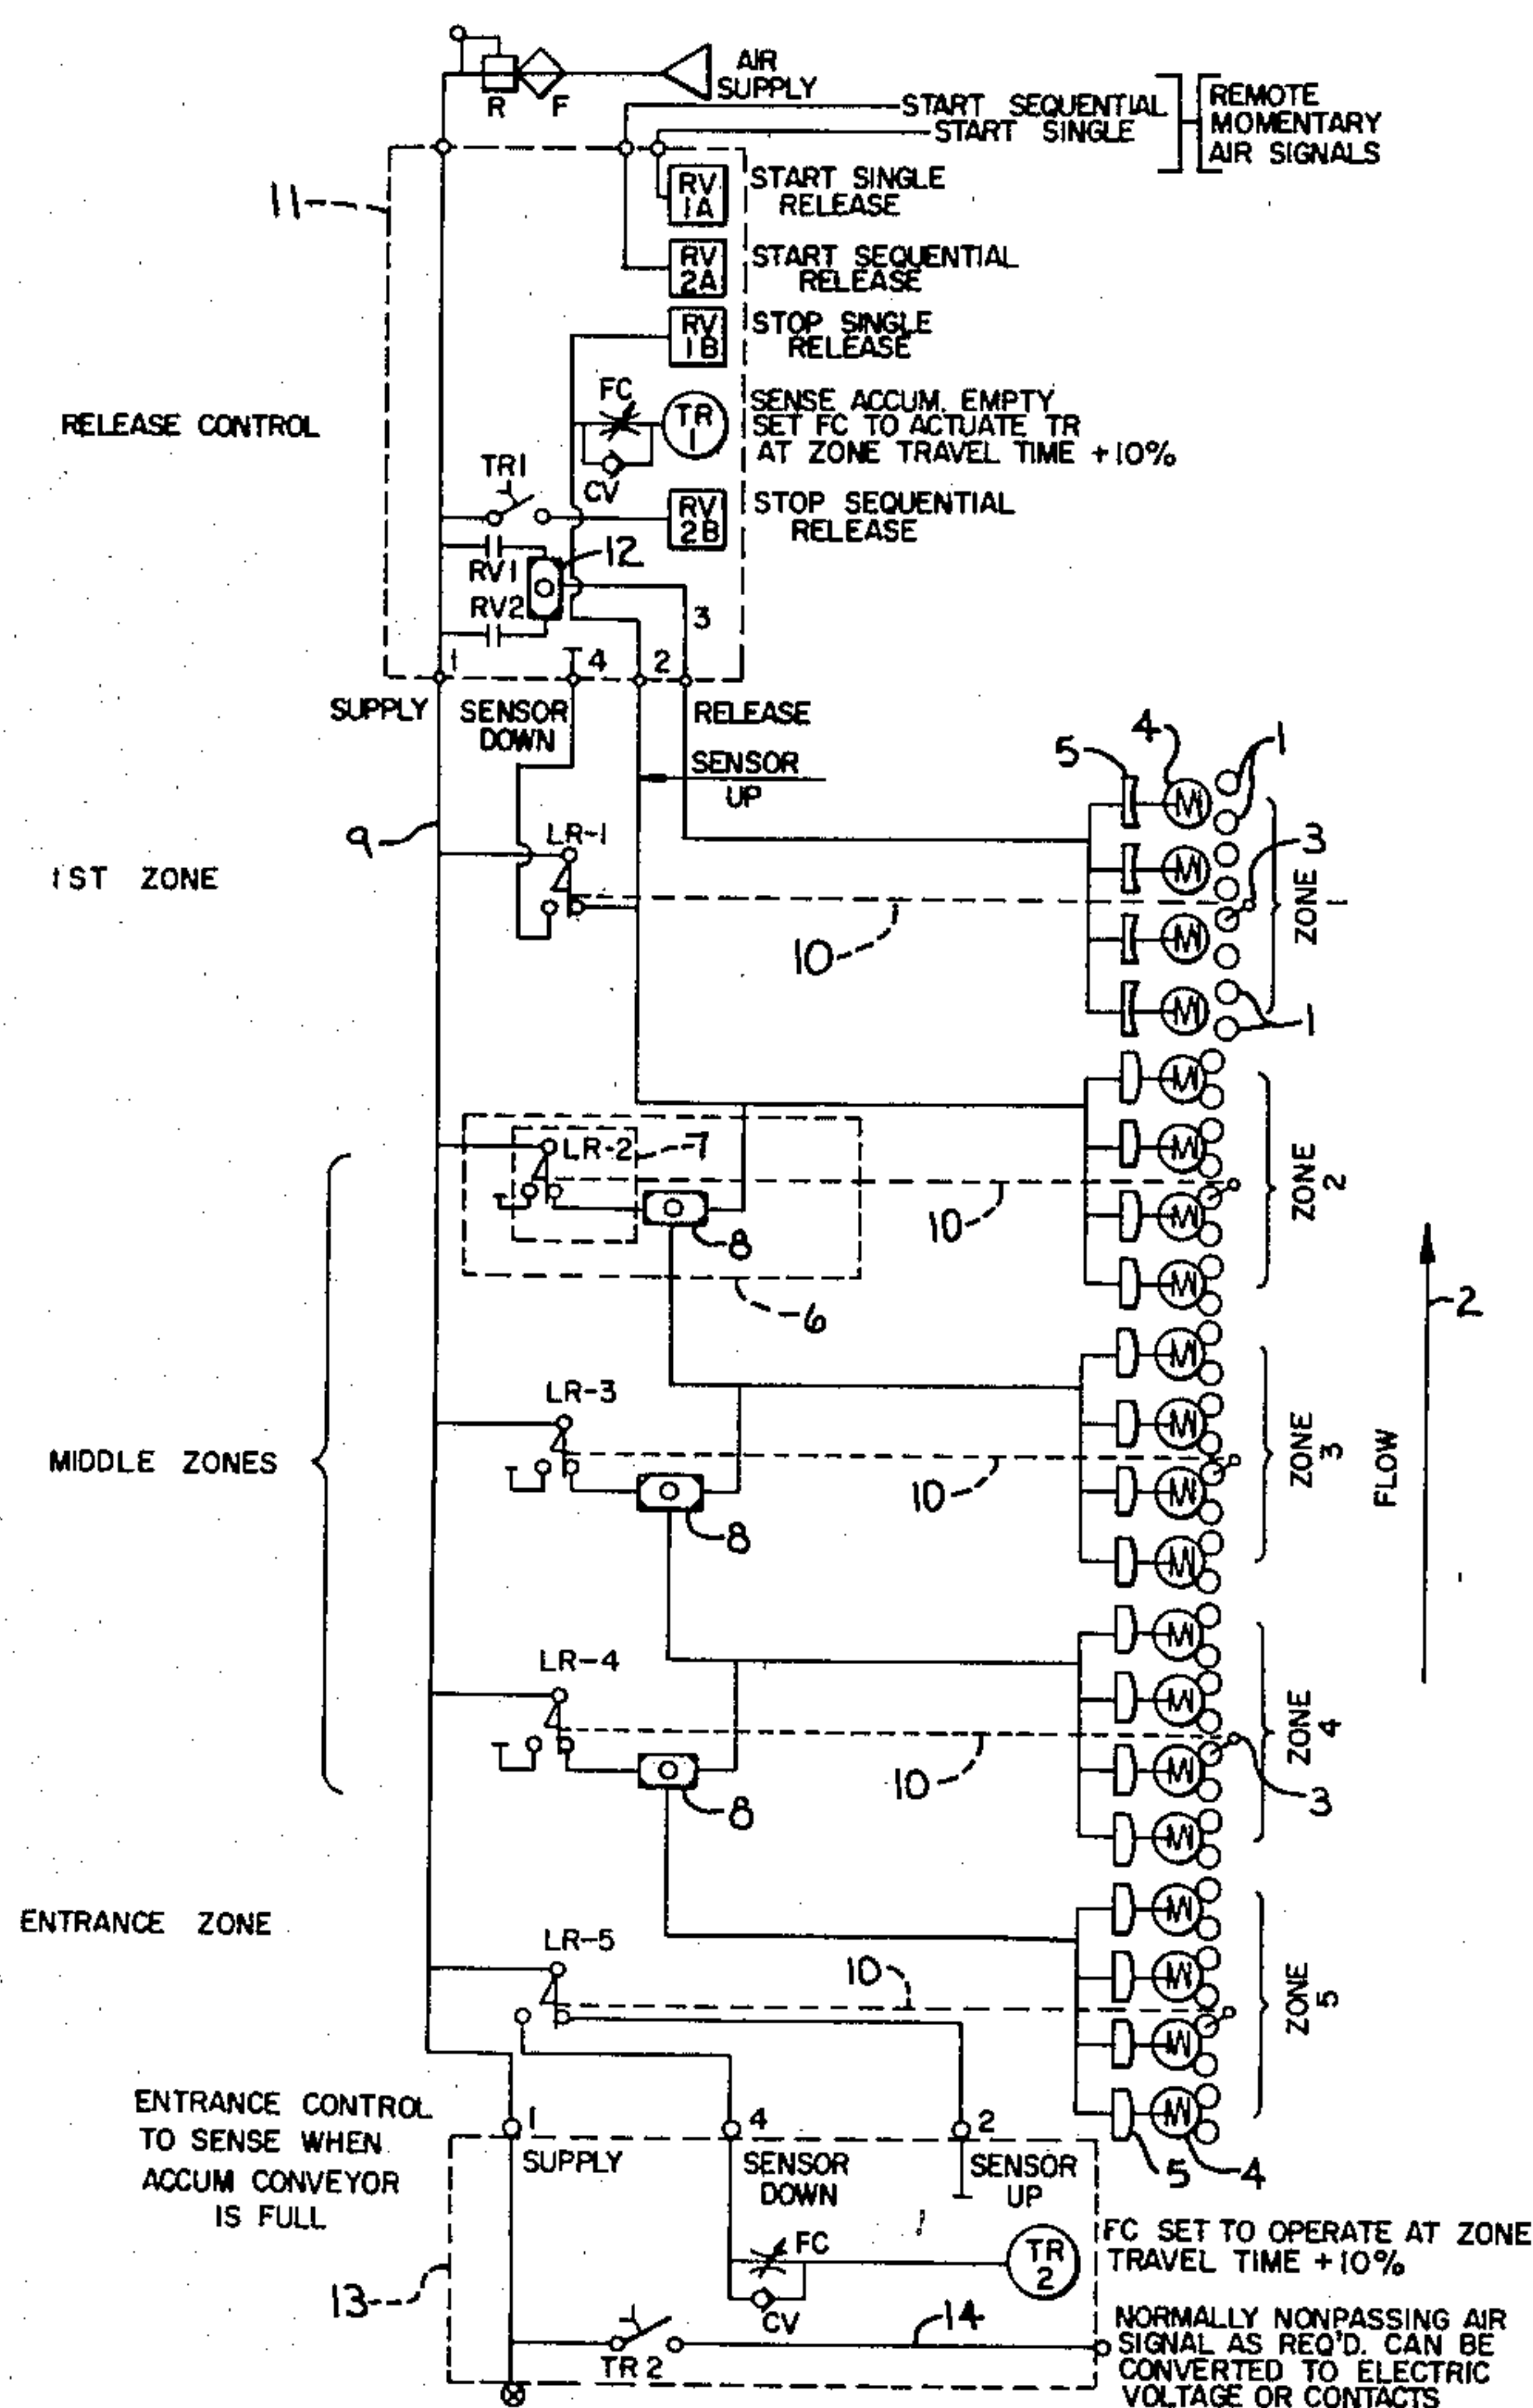 AIR
SUPPLY
R F
START SEQUENTIAL
START SINGLE
REMOTE
MOMENTARY
AIR SIGNALS
11
RV
1A
START SINGLE
RELEASE
RV
2A
START SEQUENTIAL
RELEASE
RV
1B
STOP SINGLE
RELEASE
RELEASE CONTROL
FC
TR
1
CV
SENSE ACCUM. EMPTY
SET FC TO ACTUATE TR
AT ZONE TRAVEL TIME +10%
TR1
RV
2B
STOP SEQUENTIAL
RELEASE
RV1
12
RV2
3
1 4 2
SUPPLY
SENSOR
DOWN
RELEASE
SENSOR
UP
5 4 1
M
9
LR-1
3
M
1ST ZONE
10
M
ZONE 1
M
1
M
LR-2
7
M
10
8
M
ZONE
2
M
6
2
M
LR-3
M
MIDDLE ZONES
10
8
M
ZONE
3
FLOW
M
M
LR-4
M
10
8
M
ZONE
4
3
M
ENTRANCE ZONE
M
LR-5
10
M
M
ZONE
5
M
5 4
ENTRANCE CONTROL
TO SENSE WHEN
ACCUM CONVEYOR
IS FULL
1 4 2
SUPPLY
SENSOR
DOWN
SENSOR
UP
FC
TR
2
FC SET TO OPERATE AT ZONE
TRAVEL TIME +10%
13
CV
14
TR2
NORMALLY NONPASSING AIR
SIGNAL AS REQ'D. CAN BE
CONVERTED TO ELECTRIC
VOLTAGE OR CONTACTS